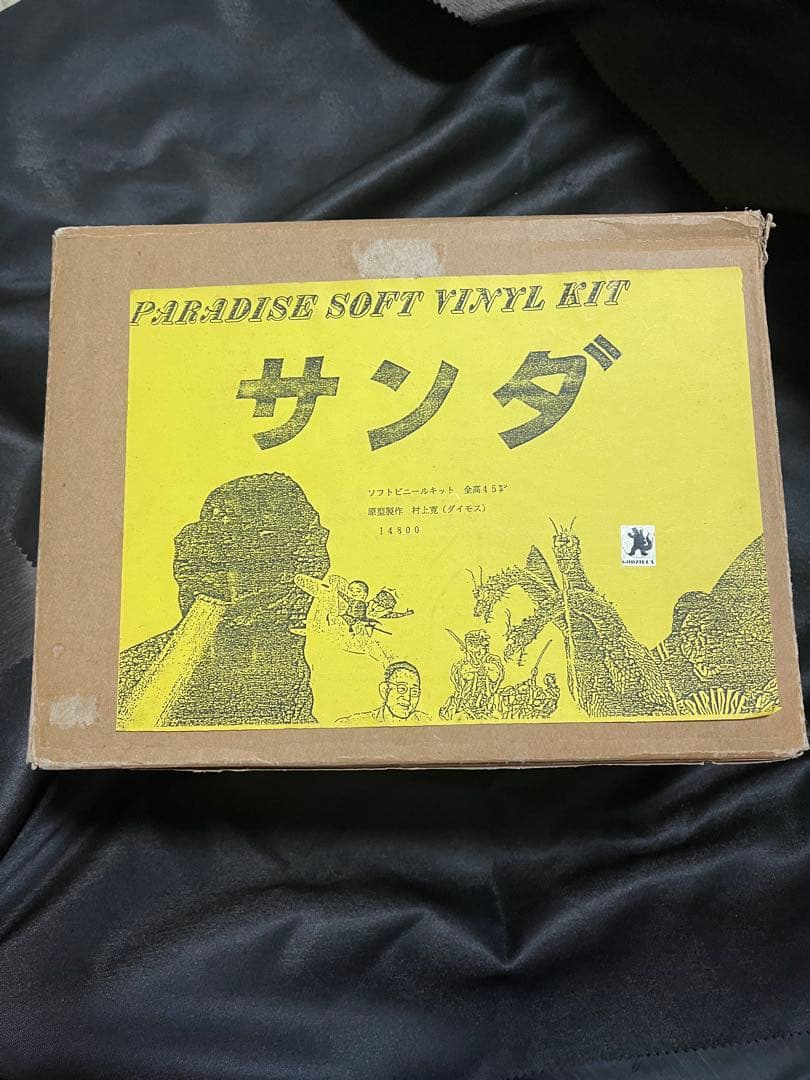 PARADISE SOFT VINYL KIT
サンダ
ソフトビニールキット 全高45㌢
原型製作 村上寛(ダイモス)
14800
GODZILLA